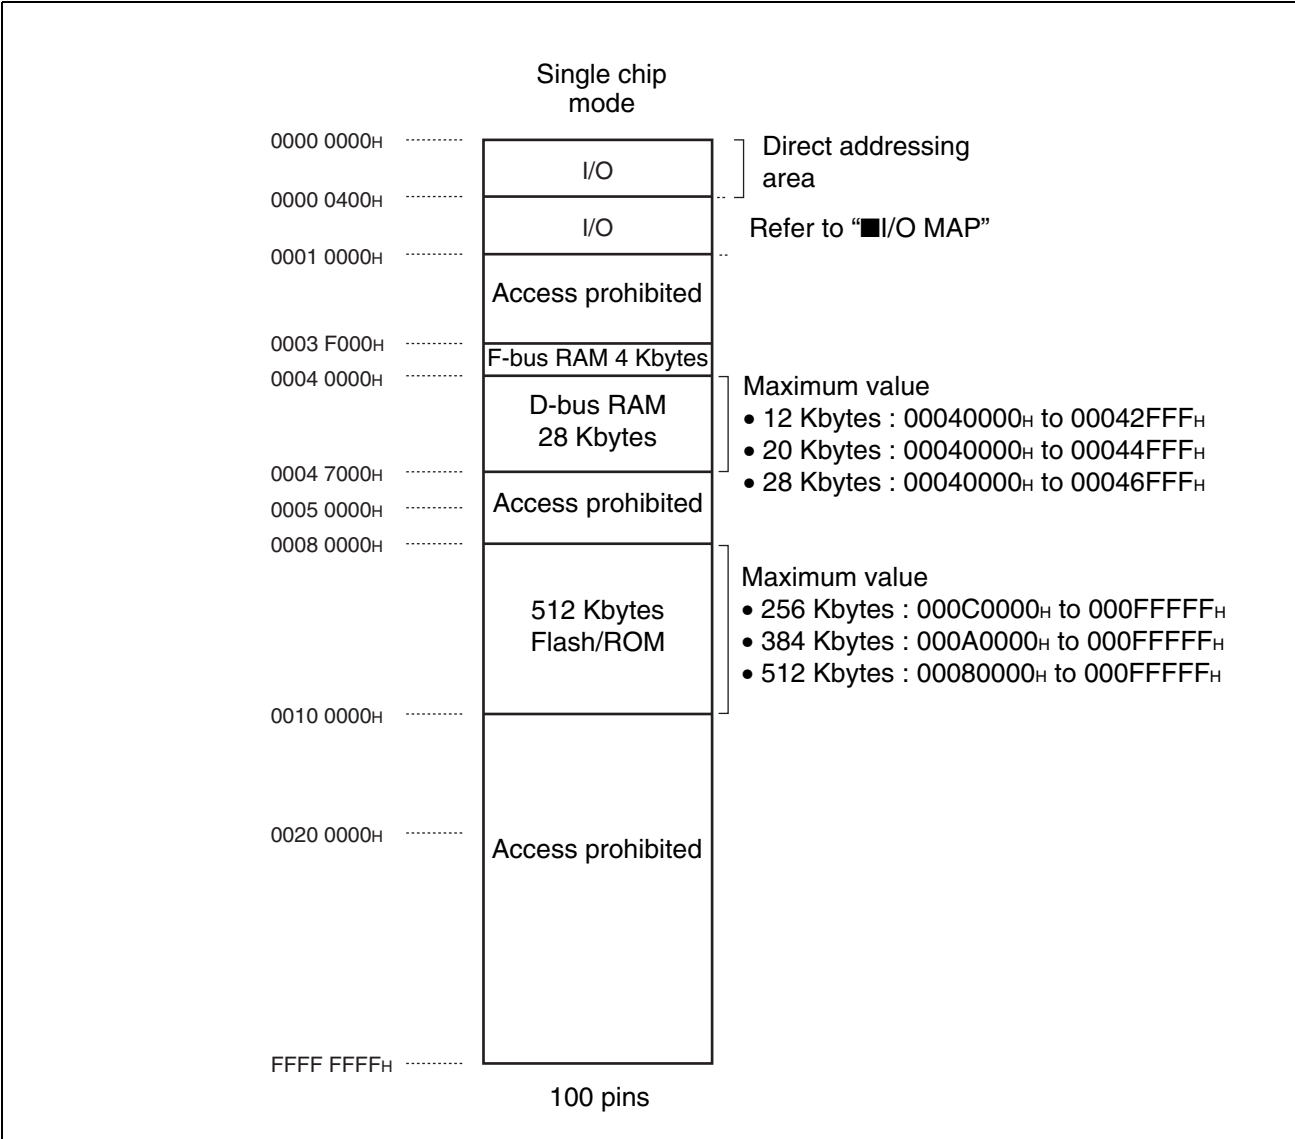 Single chip
mode
0000 0000H
I/O
Direct addressing
area
0000 0400H
I/O
Refer to “■I/O MAP”
0001 0000H
Access prohibited
0003 F000H
F-bus RAM 4 Kbytes
0004 0000H
D-bus RAM
28 Kbytes
Maximum value
• 12 Kbytes : 00040000H to 00042FFFH
• 20 Kbytes : 00040000H to 00044FFFH
• 28 Kbytes : 00040000H to 00046FFFH
0004 7000H
Access prohibited
0005 0000H
0008 0000H
512 Kbytes
Flash/ROM
Maximum value
• 256 Kbytes : 000C0000H to 000FFFFFH
• 384 Kbytes : 000A0000H to 000FFFFFH
• 512 Kbytes : 00080000H to 000FFFFFH
0010 0000H
0020 0000H
Access prohibited
FFFF FFFFH
100 pins